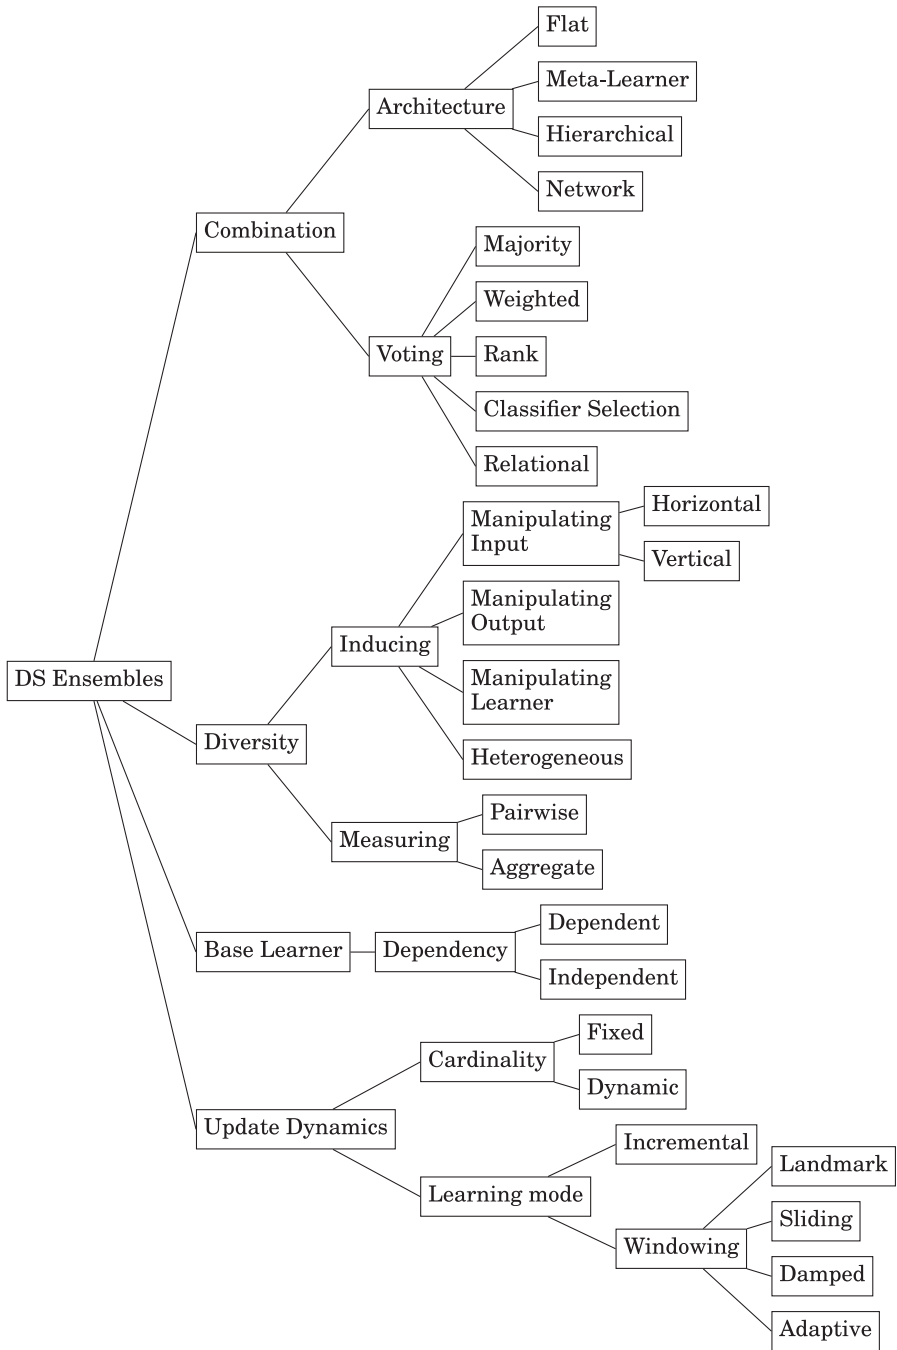 Flat
Meta-Learner
Architecture
Hierarchical
Network
Combination
Majority
Weighted
Voting
Rank
Classifier Selection
Relational
Horizontal
Manipulating
Input
Vertical
Manipulating
Output
Inducing
DS Ensembles
Manipulating
Learner
Diversity
Heterogeneous
Pairwise
Measuring
Aggregate
Dependent
Base Learner
Dependency
Independent
Fixed
Cardinality
Dynamic
Update Dynamics
Incremental
Landmark
Learning mode
Sliding
Windowing
Damped
Adaptive